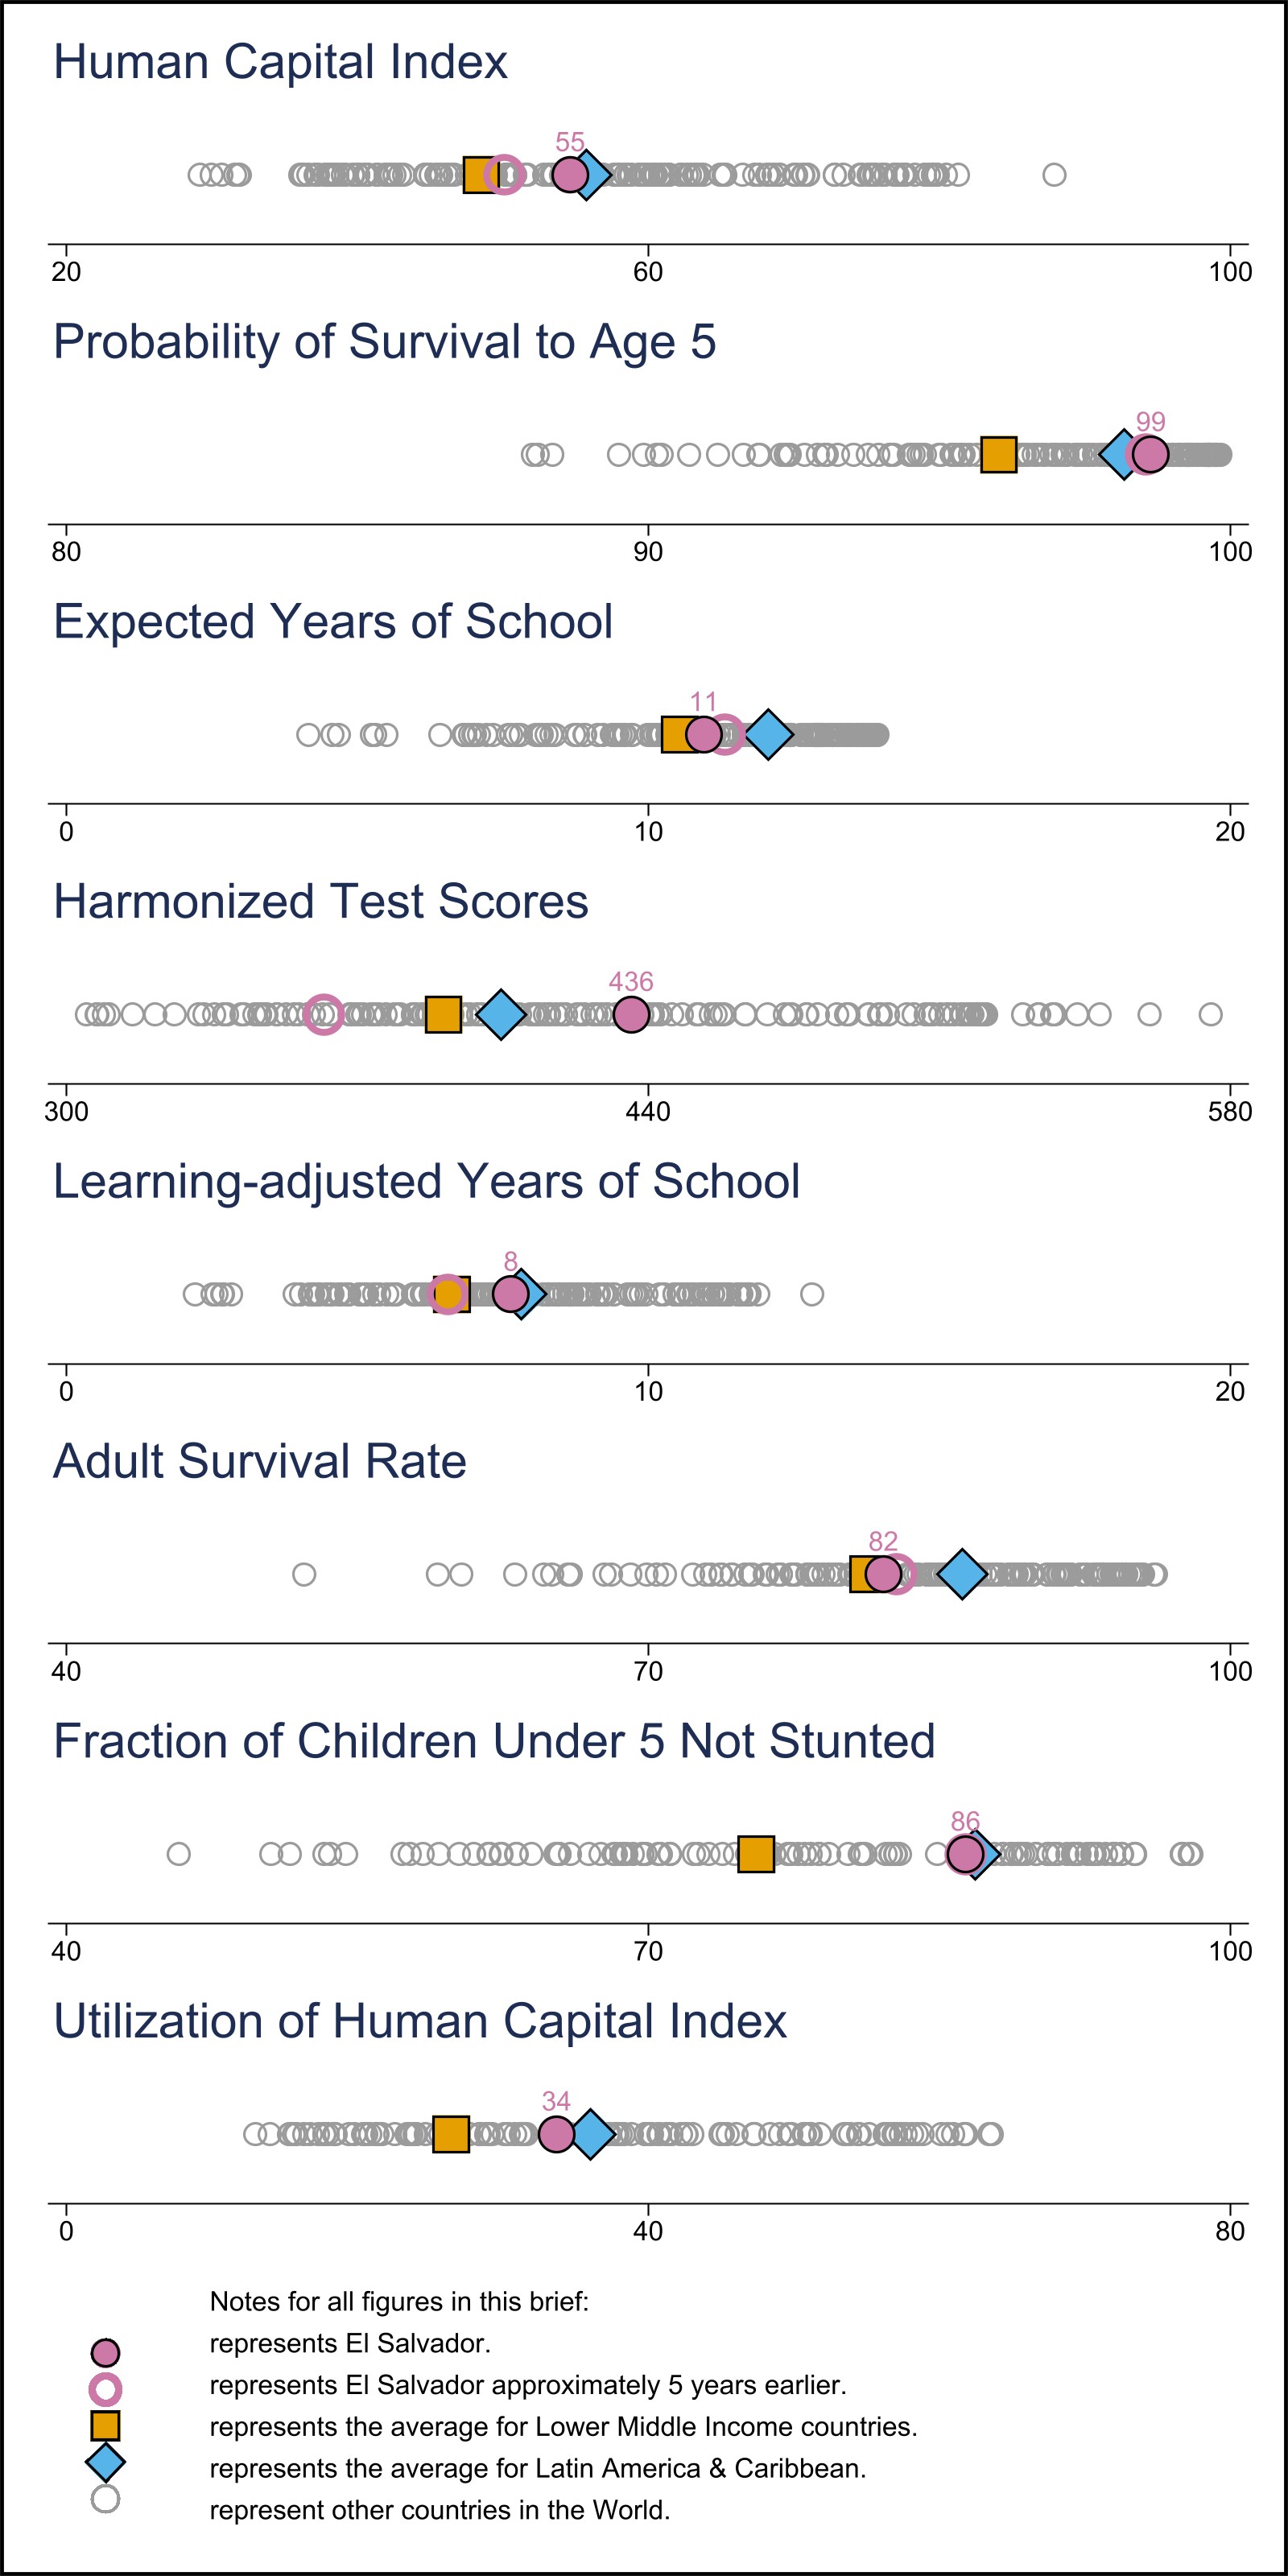 Human Capital Index
55
20 60 100
Probability of Survival to Age 5
99
80 90 100
Expected Years of School
11
0 10 20
Harmonized Test Scores
436
300 440 580
Learning-adjusted Years of School
8
0 10 20
Adult Survival Rate
82
40 70 100
Fraction of Children Under 5 Not Stunted
86
40 70 100
Utilization of Human Capital Index
34
0 40 80
Notes for all figures in this brief:
represents El Salvador.
represents El Salvador approximately 5 years earlier.
represents the average for Lower Middle Income countries.
represents the average for Latin America & Caribbean.
represent other countries in the World.